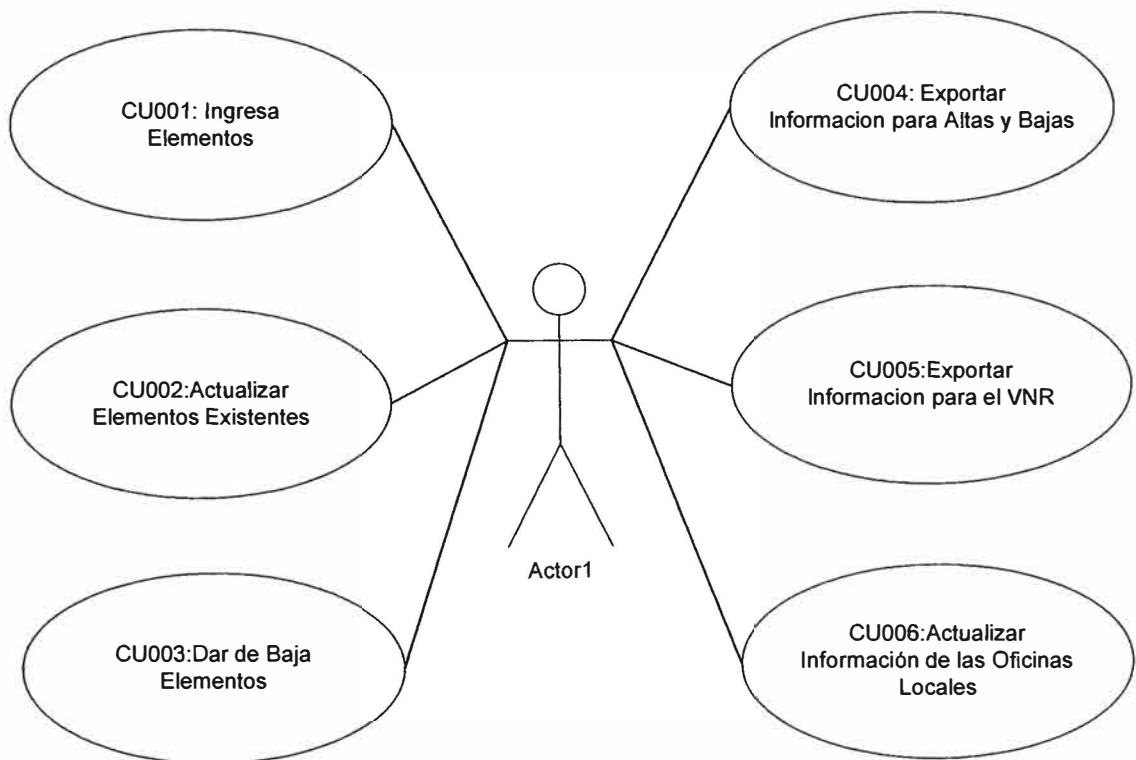 CU001: Ingresa
Elementos
CU004: Exportar
Informacion para Altas y Bajas
CU002:Actualizar
Elementos Existentes
CU005:Exportar
Informacion para el VNR
Actor1
CU003:Dar de Baja
Elementos
CU006:Actualizar
Información de las Oficinas
Locales